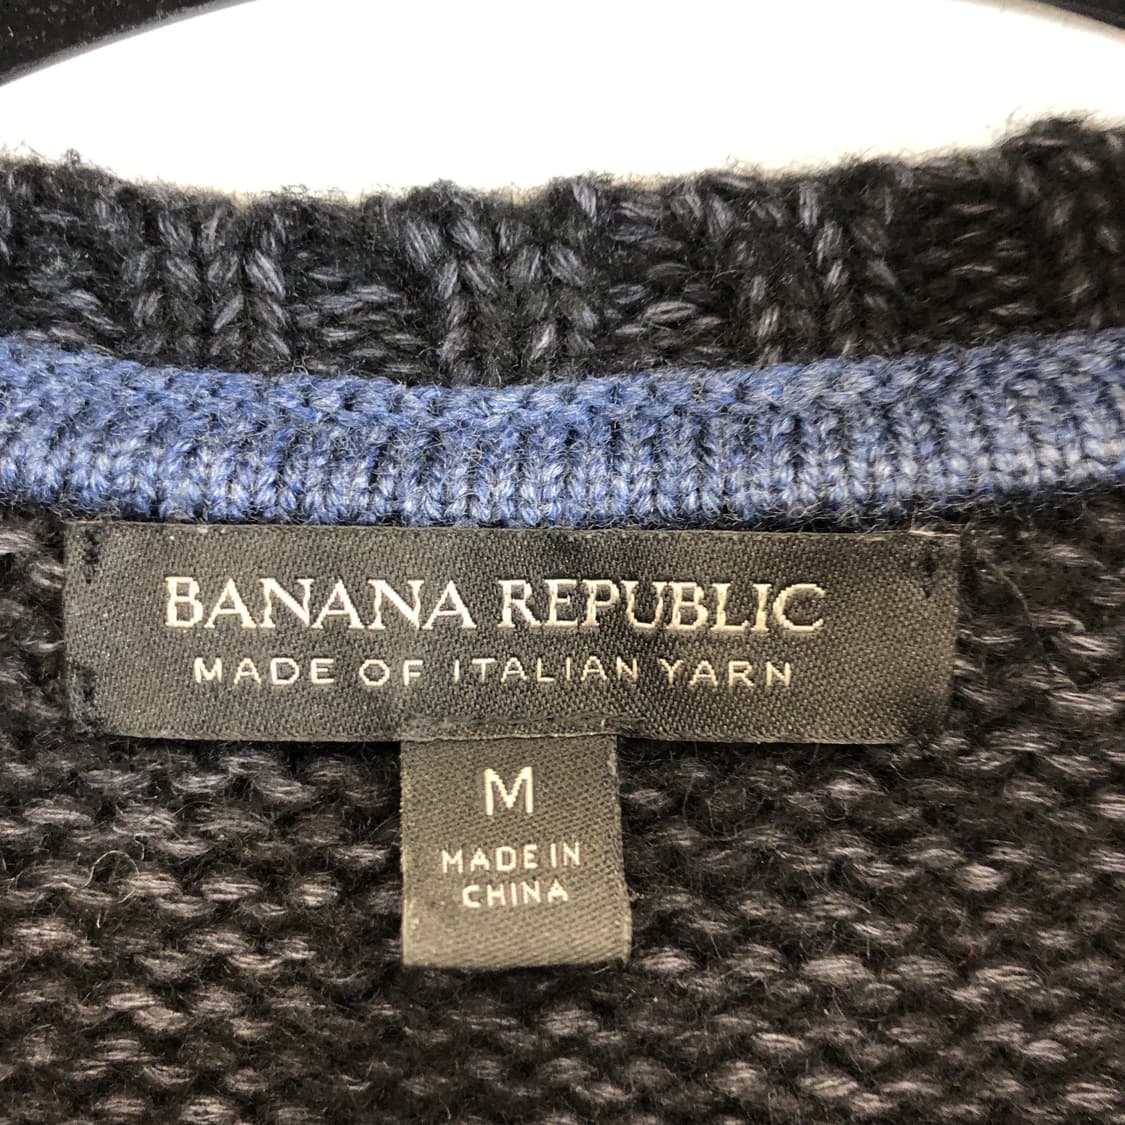 BANANA REPUBLIC
MADE OF ITALIAN YARN
M
MADE IN
CHINA